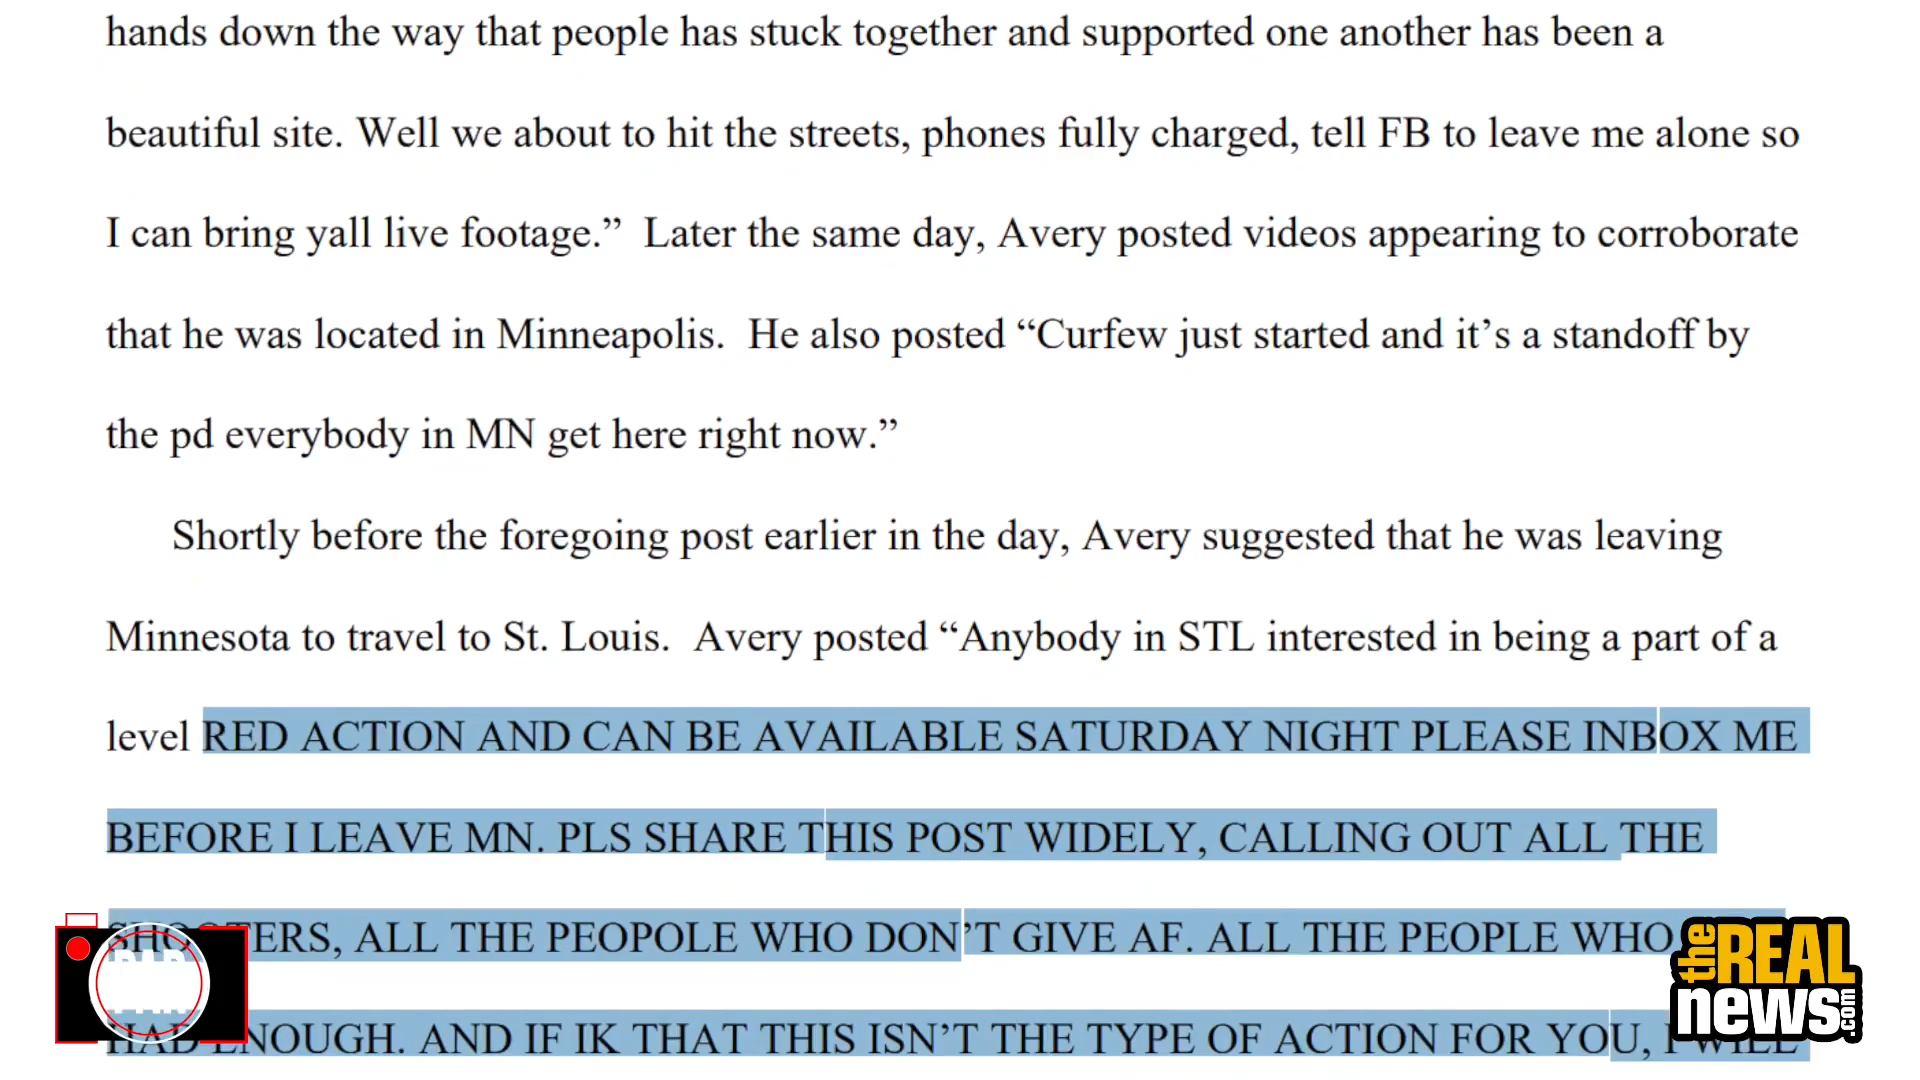 hands down the way that people has stuck together and supported one another has been a
beautiful site. Well we about to hit the streets, phones fully charged, tell FB to leave me alone so
I can bring yall live footage.”  Later the same day, Avery posted videos appearing to corroborate
that he was located in Minneapolis.  He also posted “Curfew just started and it’s a standoff by
the pd everybody in MN get here right now.”
Shortly before the foregoing post earlier in the day, Avery suggested that he was leaving
Minnesota to travel to St. Louis.  Avery posted “Anybody in STL interested in being a part of a
level RED ACTION AND CAN BE AVAILABLE SATURDAY NIGHT PLEASE INBOX ME
BEFORE I LEAVE MN. PLS SHARE THIS POST WIDELY, CALLING OUT ALL THE
SHOOTERS, ALL THE PEOPOLE WHO DON’T GIVE AF. ALL THE PEOPLE WHO
HAD ENOUGH. AND IF IK THAT THIS ISN’T THE TYPE OF ACTION FOR YOU, I WILL
PAR
the REAL
news.com